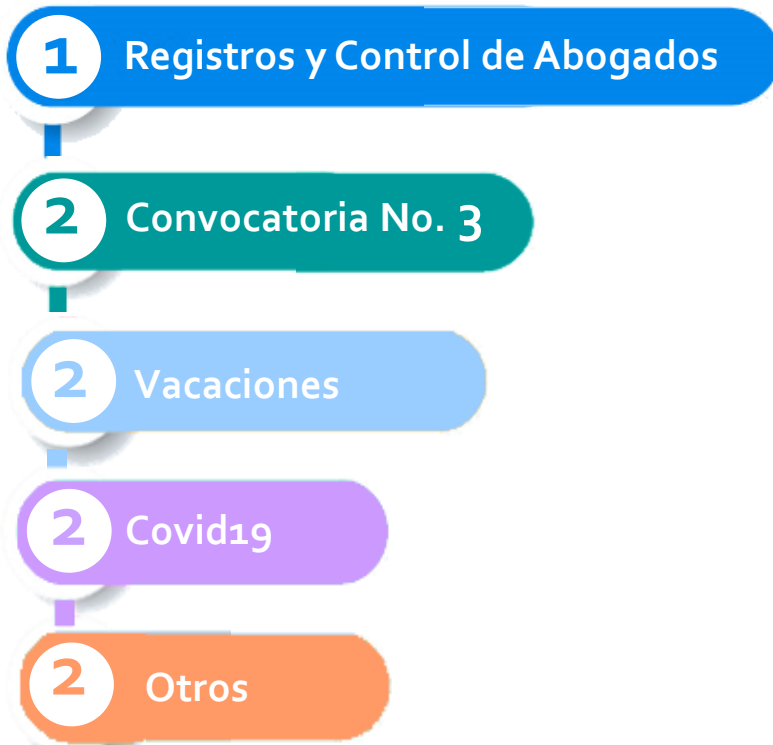 1 Registros y Control de Abogados
2 Convocatoria No. 3
2 Vacaciones
2 Covid19
2 Otros